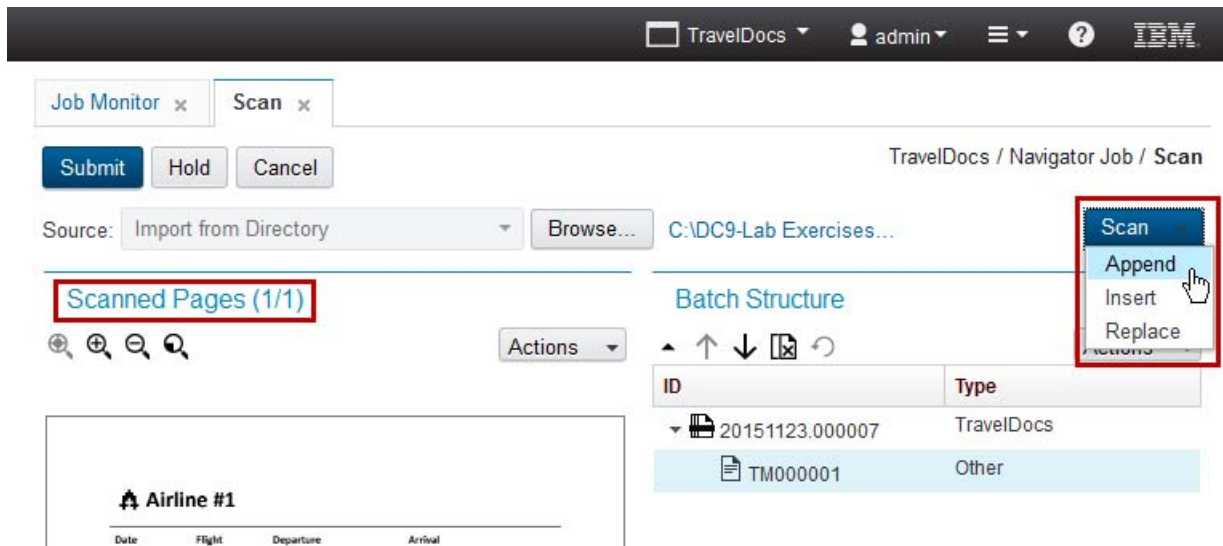 TravelDocs admin ? IBM
Job Monitor x Scan x
Submit Hold Cancel TravelDocs / Navigator Job / Scan
Source: Import from Directory Browse... C:\DC9-Lab Exercises... Scan
Append
Insert
Replace
Scanned Pages (1/1) Batch Structure
Actions Actions
ID Type
20151123.000007 TravelDocs
TM000001 Other
Airline #1
Date Flight Departure Arrival